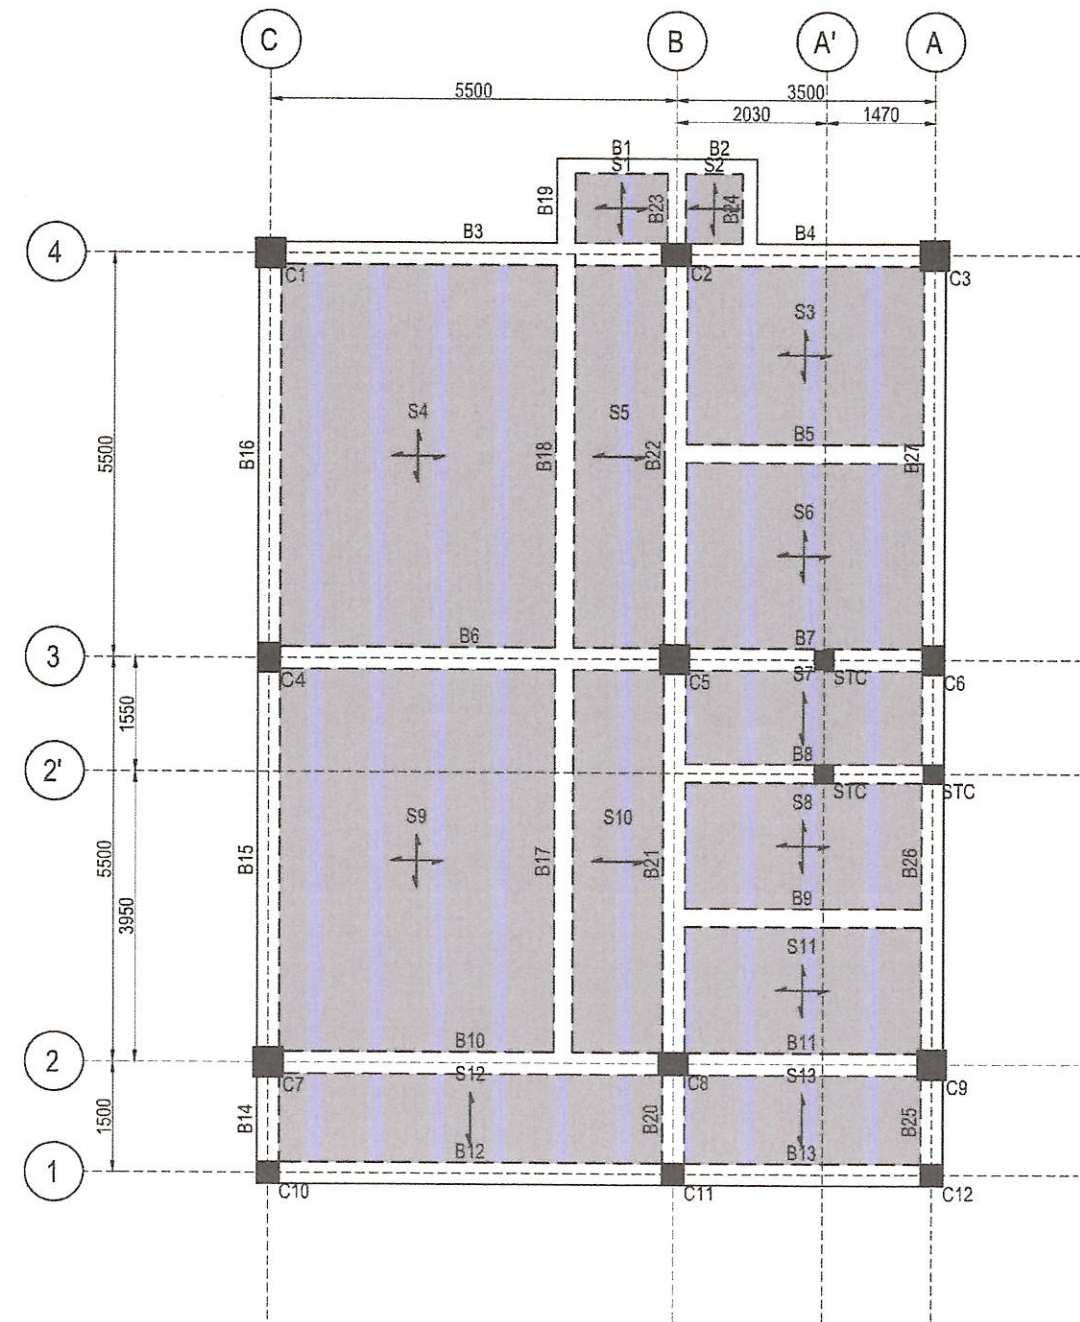 C
B
A'
A
5500
3500
2030
1470
B1
B2
S1
S2
B19
B23
B24
B3
B4
4
C1
C2
C3
S3
S4
S5
B5
5500
B16
B18
B22
B27
S6
B6
B7
3
C4
C5
S7
STC
C6
1550
B8
2'
STC
STC
S8
S9
S10
5500
B15
B17
B21
B26
3950
B9
S11
B10
B11
2
C7
S12
C8
S13
C9
1500
B14
B20
B25
B12
B13
1
C10
C11
C12